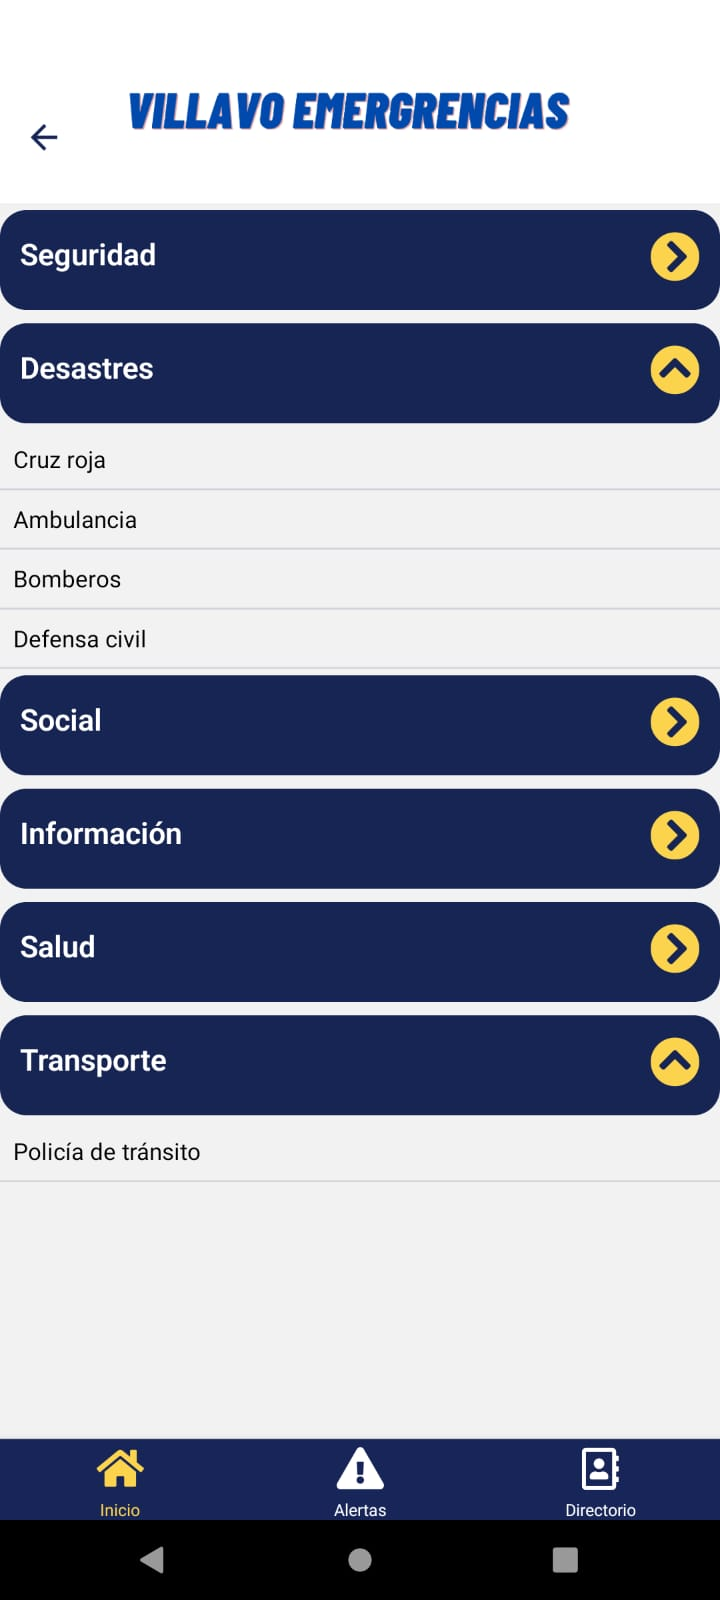 VILLAVO EMERGRENCIAS
Seguridad
Desastres
Cruz roja
Ambulancia
Bomberos
Defensa civil
Social
Información
Salud
Transporte
Policía de tránsito
Inicio
Alertas
Directorio